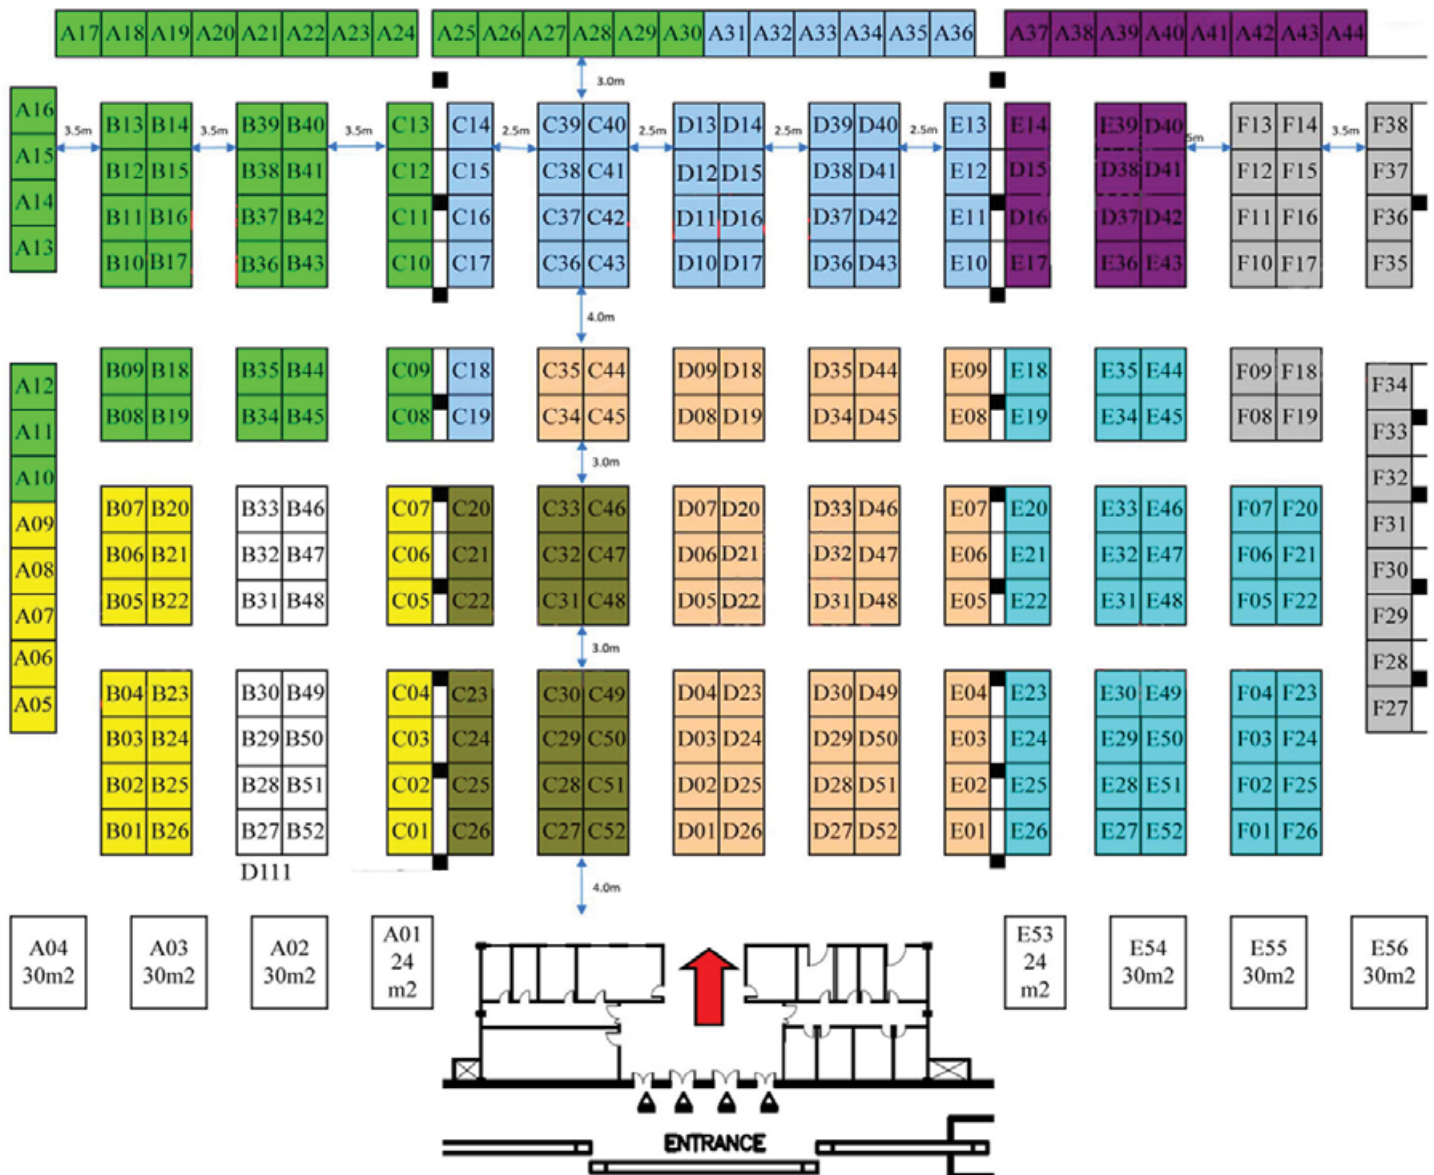 A17 A18 A19 A20 A21 A22 A23 A24 A25 A26 A27 A28 A29 A30 A31 A32 A33 A34 A35 A36 A37 A38 A39 A40 A41 A42 A43 A44
3.0m
A16 B13 B14 B39 B40 C13 C14 C39 C40 D13 D14 D39 D40 E13 E14 E39 D40 F13 F14 F38
3.5m 3.5m 3.5m 2.5m 2.5m 2.5m 2.5m 5m 3.5m
A15 B12 B15 B38 B41 C12 C15 C38 C41 D12 D15 D38 D41 E12 D15 D38 D41 F12 F15 F37
A14 B11 B16 B37 B42 C11 C16 C37 C42 D11 D16 D37 D42 E11 D16 D37 D42 F11 F16 F36
A13 B10 B17 B36 B43 C10 C17 C36 C43 D10 D17 D36 D43 E10 E17 E36 E43 F10 F17 F35
4.0m
A12 B09 B18 B35 B44 C09 C18 C35 C44 D09 D18 D35 D44 E09 E18 E35 E44 F09 F18 F34
A11 B08 B19 B34 B45 C08 C19 C34 C45 D08 D19 D34 D45 E08 E19 E34 E45 F08 F19 F33
A10 3.0m F32
A09 B07 B20 B33 B46 C07 C20 C33 C46 D07 D20 D33 D46 E07 E20 E33 E46 F07 F20 F31
A08 B06 B21 B32 B47 C06 C21 C32 C47 D06 D21 D32 D47 E06 E21 E32 E47 F06 F21 F30
A07 B05 B22 B31 B48 C05 C22 C31 C48 D05 D22 D31 D48 E05 E22 E31 E48 F05 F22 F29
A06 3.0m F28
A05 B04 B23 B30 B49 C04 C23 C30 C49 D04 D23 D30 D49 E04 E23 E30 E49 F04 F23 F27
B03 B24 B29 B50 C03 C24 C29 C50 D03 D24 D29 D50 E03 E24 E29 E50 F03 F24
B02 B25 B28 B51 C02 C25 C28 C51 D02 D25 D28 D51 E02 E25 E28 E51 F02 F25
B01 B26 B27 B52 C01 C26 C27 C52 D01 D26 D27 D52 E01 E26 E27 E52 F01 F26
D111
4.0m
A04
30m2
A03
30m2
A02
30m2
A01
24
m2
E53
24
m2
E54
30m2
E55
30m2
E56
30m2
ENTRANCE